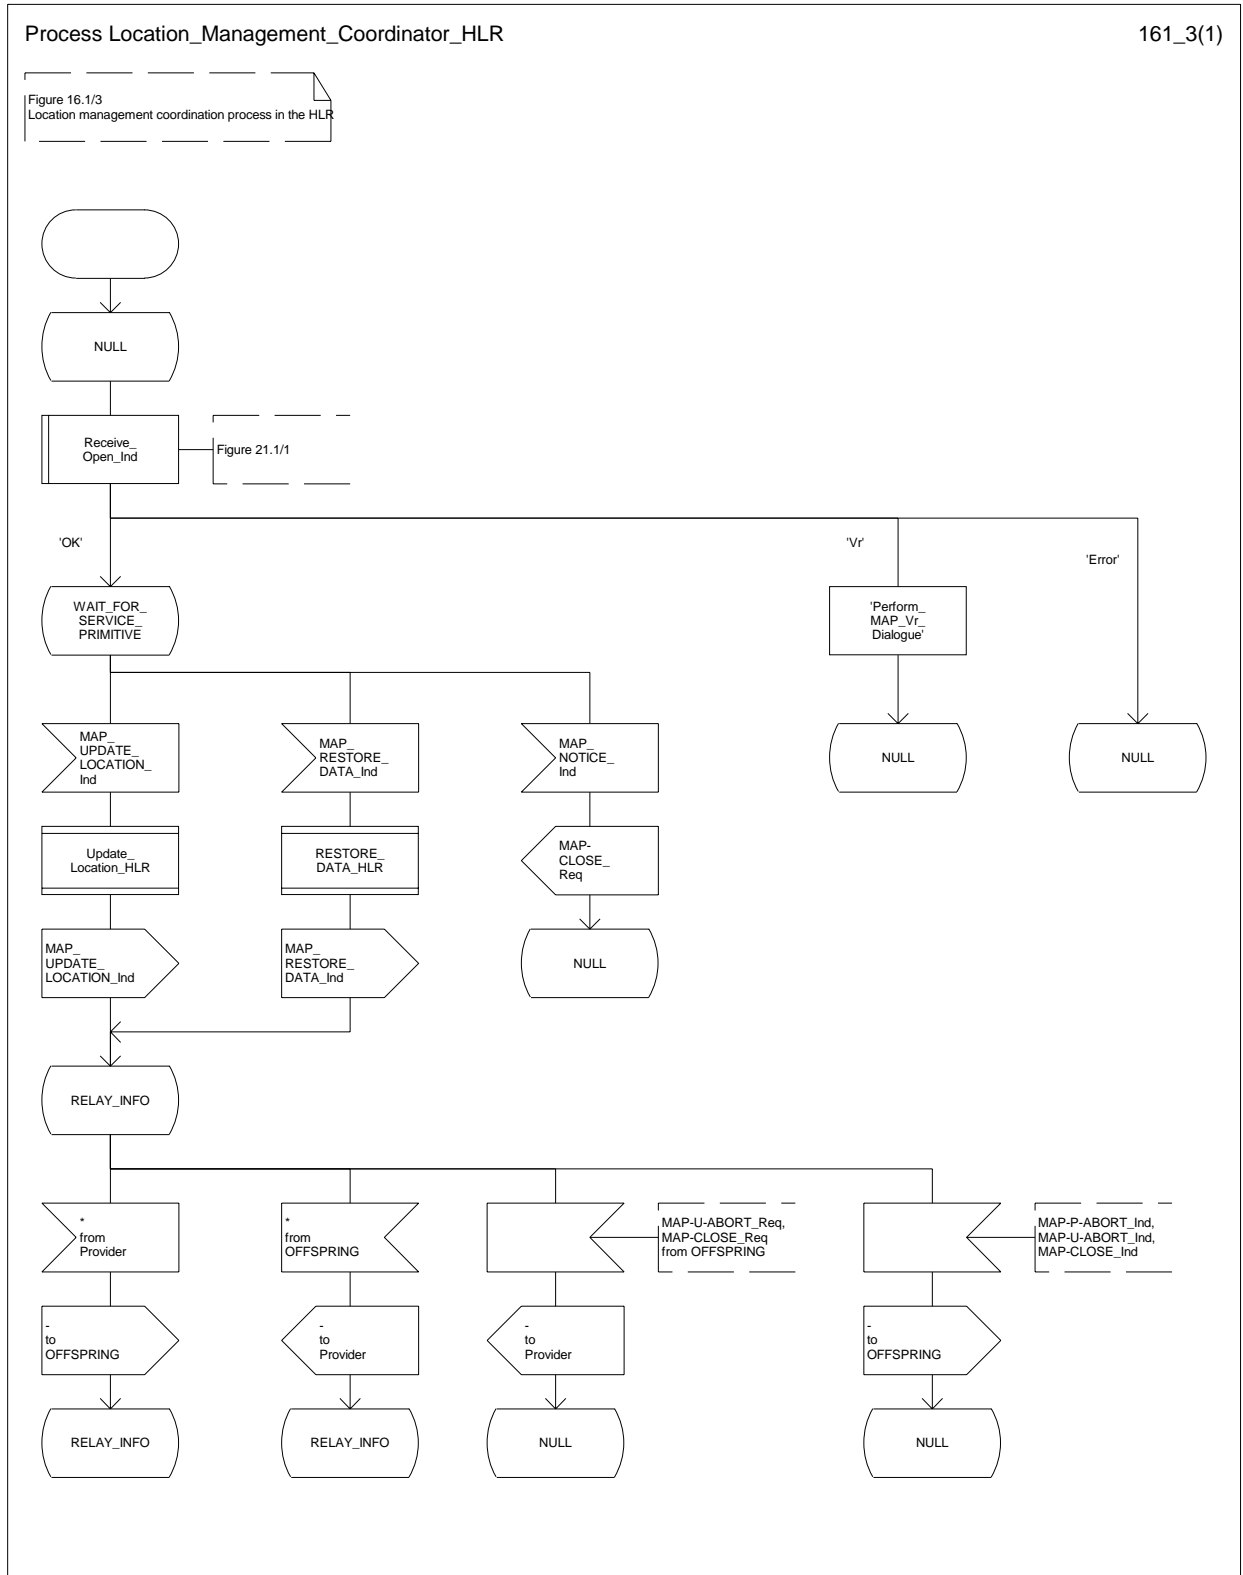 Process Location_Management_Coordinator_HLR
161_3(1)
Figure 16.1/3
Location management coordination process in the HLR
NULL
Receive_
Open_Ind
Figure 21.1/1
'OK'
'Vr'
'Error'
WAIT_FOR_
SERVICE_
PRIMITIVE
'Perform_
MAP_Vr_
Dialogue'
MAP_
UPDATE_
LOCATION_
Ind
MAP_
RESTORE_
DATA_Ind
MAP_
NOTICE_
Ind
NULL
NULL
Update_
Location_HLR
RESTORE_
DATA_HLR
MAP-
CLOSE_
Req
MAP_
UPDATE_
LOCATION_Ind
MAP_
RESTORE_
DATA_Ind
NULL
RELAY_INFO
*
from
Provider
*
from
OFFSPRING
MAP-U-ABORT_Req,
MAP-CLOSE_Req
from OFFSPRING
MAP-P-ABORT_Ind,
MAP-U-ABORT_Ind,
MAP-CLOSE_Ind
-
to
OFFSPRING
-
to
Provider
-
to
Provider
-
to
OFFSPRING
RELAY_INFO
RELAY_INFO
NULL
NULL